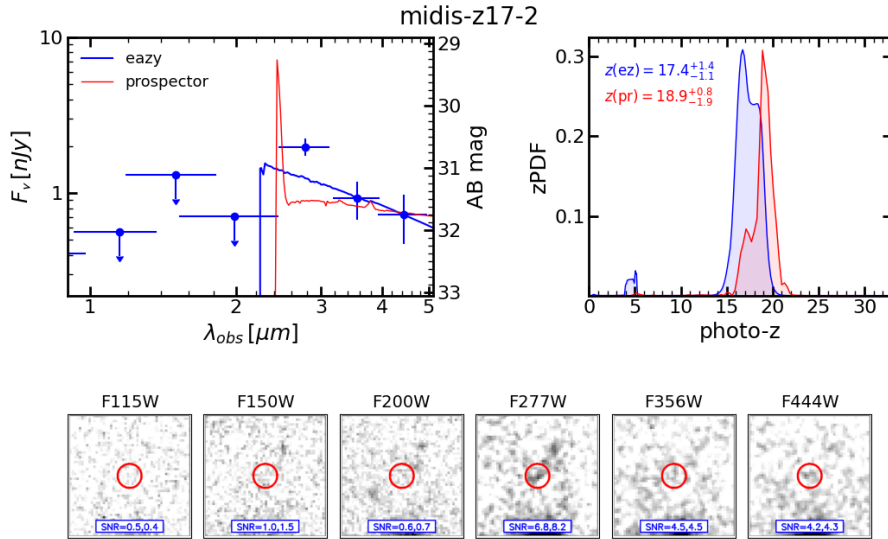 midis-z17-2
eazy
prospector
10
1
F_ν [nJy]
29
30
31
32
33
AB mag
1 2 3 4 5
λ_obs [μm]
z(ez) = 17.4^{+1.4}_{-1.1}
z(pr) = 18.9^{+0.8}_{-1.9}
0.3
0.2
0.1
zPDF
0 5 10 15 20 25 30
photo-z
F115W F150W F200W F277W F356W F444W
SNR=0.5,0.4 SNR=1.0,1.5 SNR=0.6,0.7 SNR=6.8,8.2 SNR=4.5,4.5 SNR=4.2,4.3